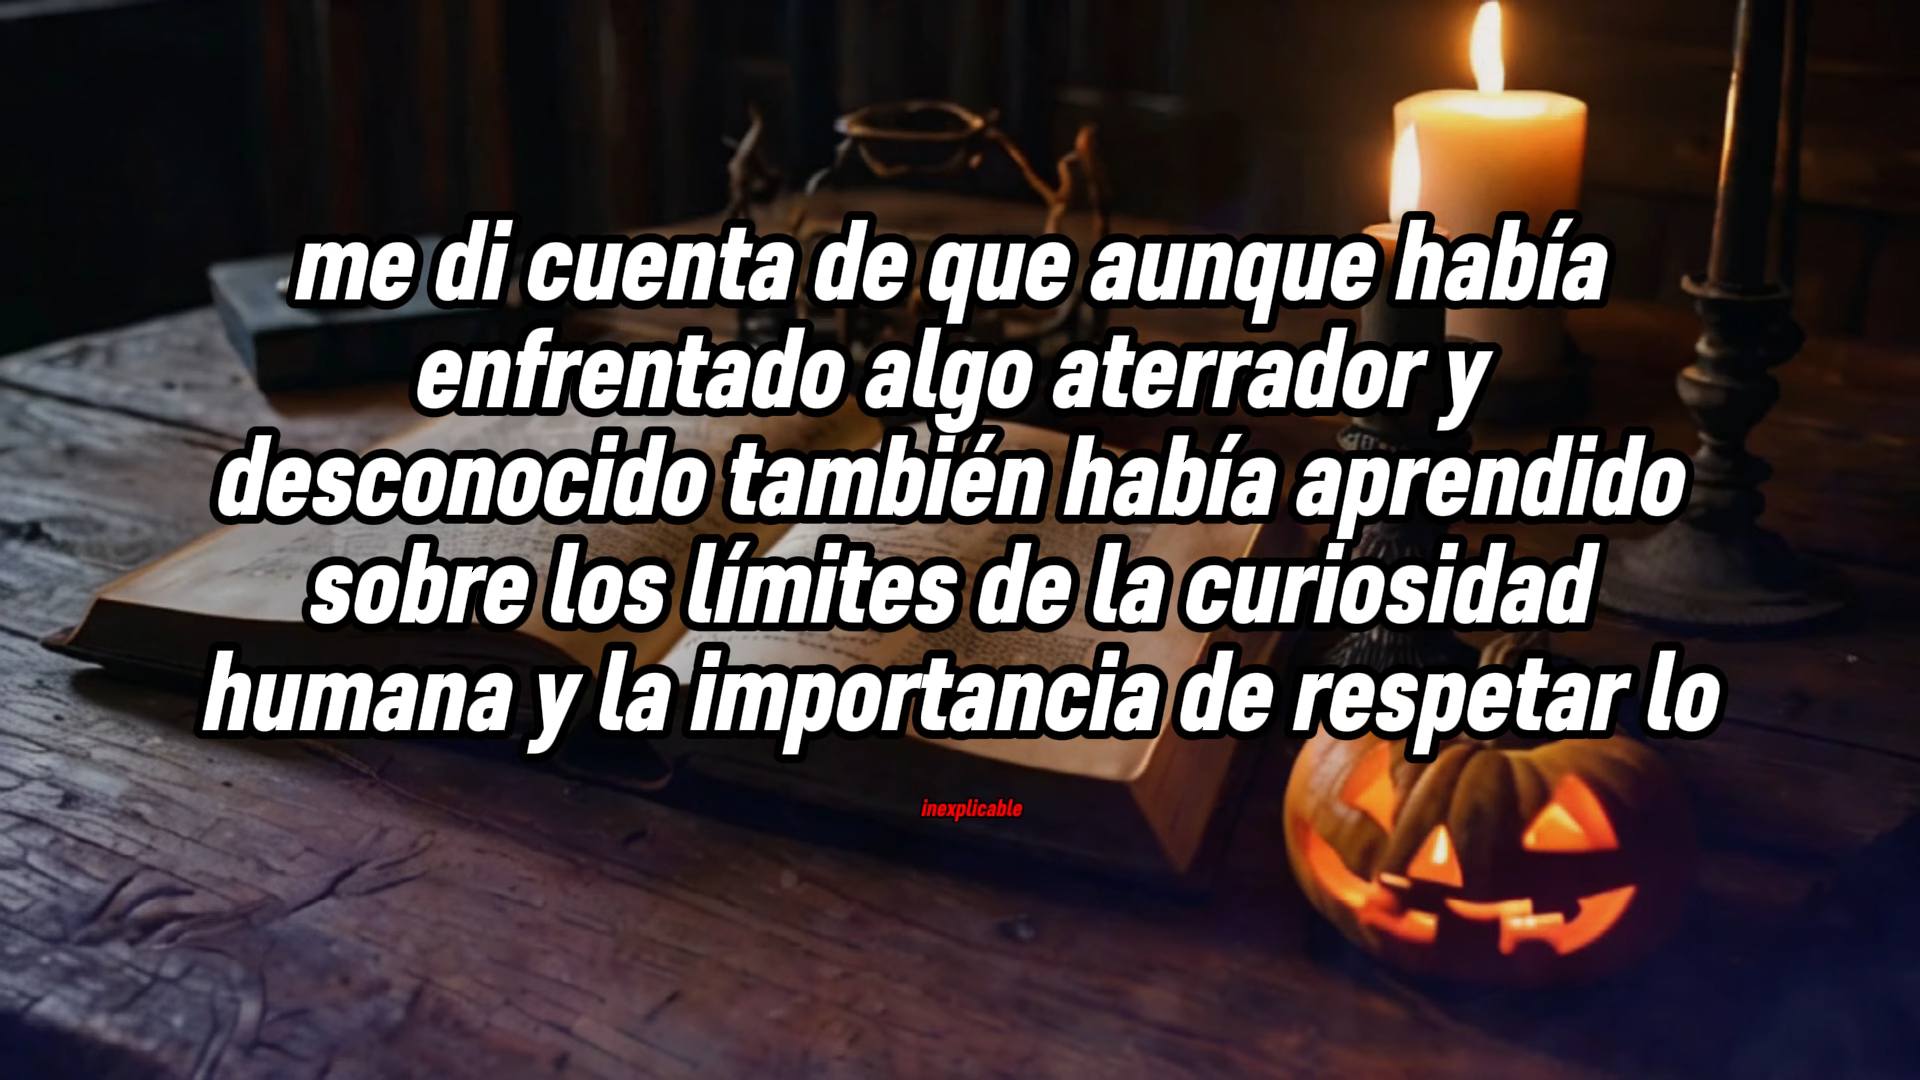 me di cuenta de que aunque había
enfrentado algo aterrador y
desconocido también había aprendido
sobre los límites de la curiosidad
humana y la importancia de respetar lo
inexplicable